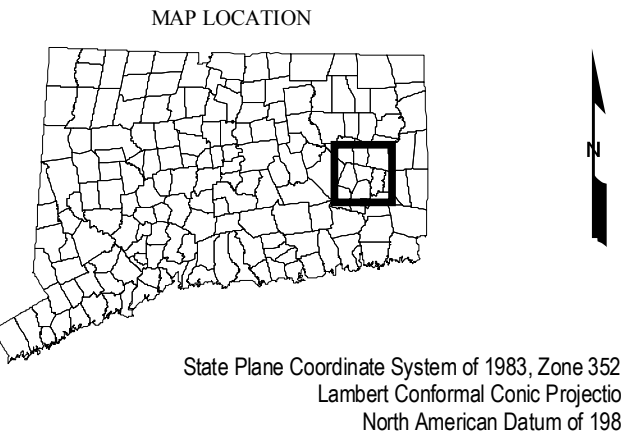 MAP LOCATION
N
State Plane Coordinate System of 1983, Zone 352
Lambert Conformal Conic Projectio
North American Datum of 198